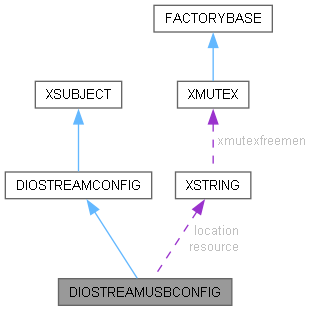 FACTORYBASE
XSUBJECT
XMUTEX
xmutexfreemen
DIOSTREAMCONFIG
XSTRING
location
resource
DIOSTREAMUSBCONFIG